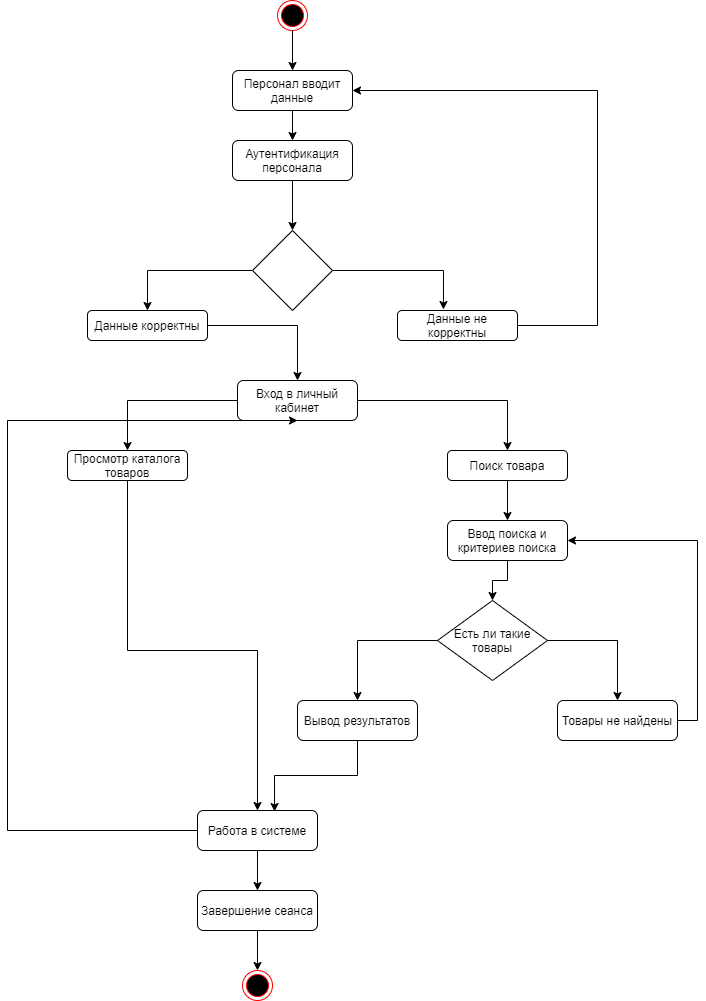 Персонал вводит
данные
Аутентификация
персонала
Данные корректны
Данные не
корректны
Вход в личный
кабинет
Просмотр каталога
товаров
Поиск товара
Ввод поиска и
критериев поиска
Есть ли такие
товары
Вывод результатов
Товары не найдены
Работа в системе
Завершение сеанса